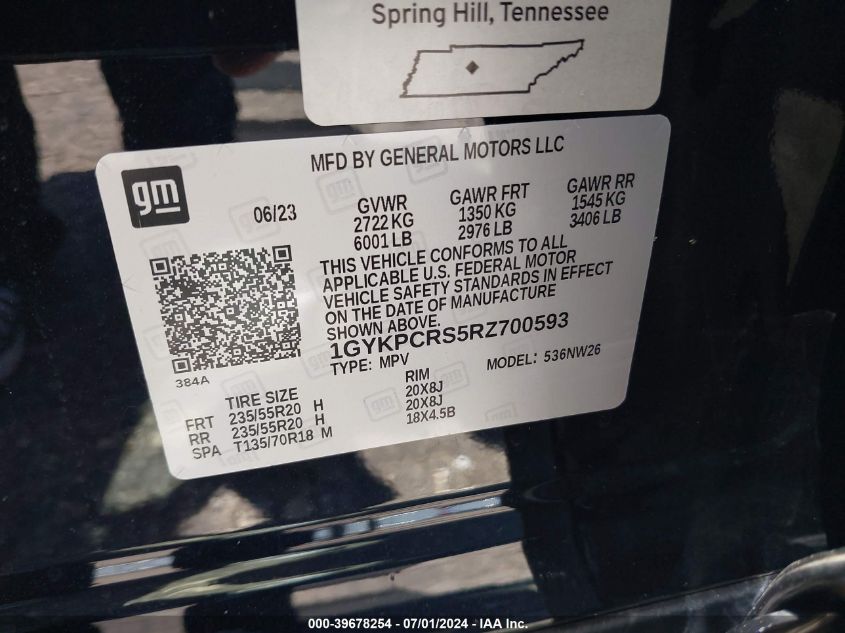 Spring Hill, Tennessee
MFD BY GENERAL MOTORS LLC
gm
06/23
GVWR GAWR FRT GAWR RR
2722 KG 1350 KG 1545 KG
6001 LB 2976 LB 3406 LB
THIS VEHICLE CONFORMS TO ALL
APPLICABLE U.S. FEDERAL MOTOR
VEHICLE SAFETY STANDARDS IN EFFECT
ON THE DATE OF MANUFACTURE
SHOWN ABOVE
1GYKPCRS5RZ700593
TYPE: MPV MODEL: 536NW26
384A
TIRE SIZE RIM
FRT 235/55R20 H 20X8J
RR 235/55R20 H 20X8J
SPA T135/70R18 M 18X4.5B
000-39678254 - 07/01/2024 - IAA Inc.